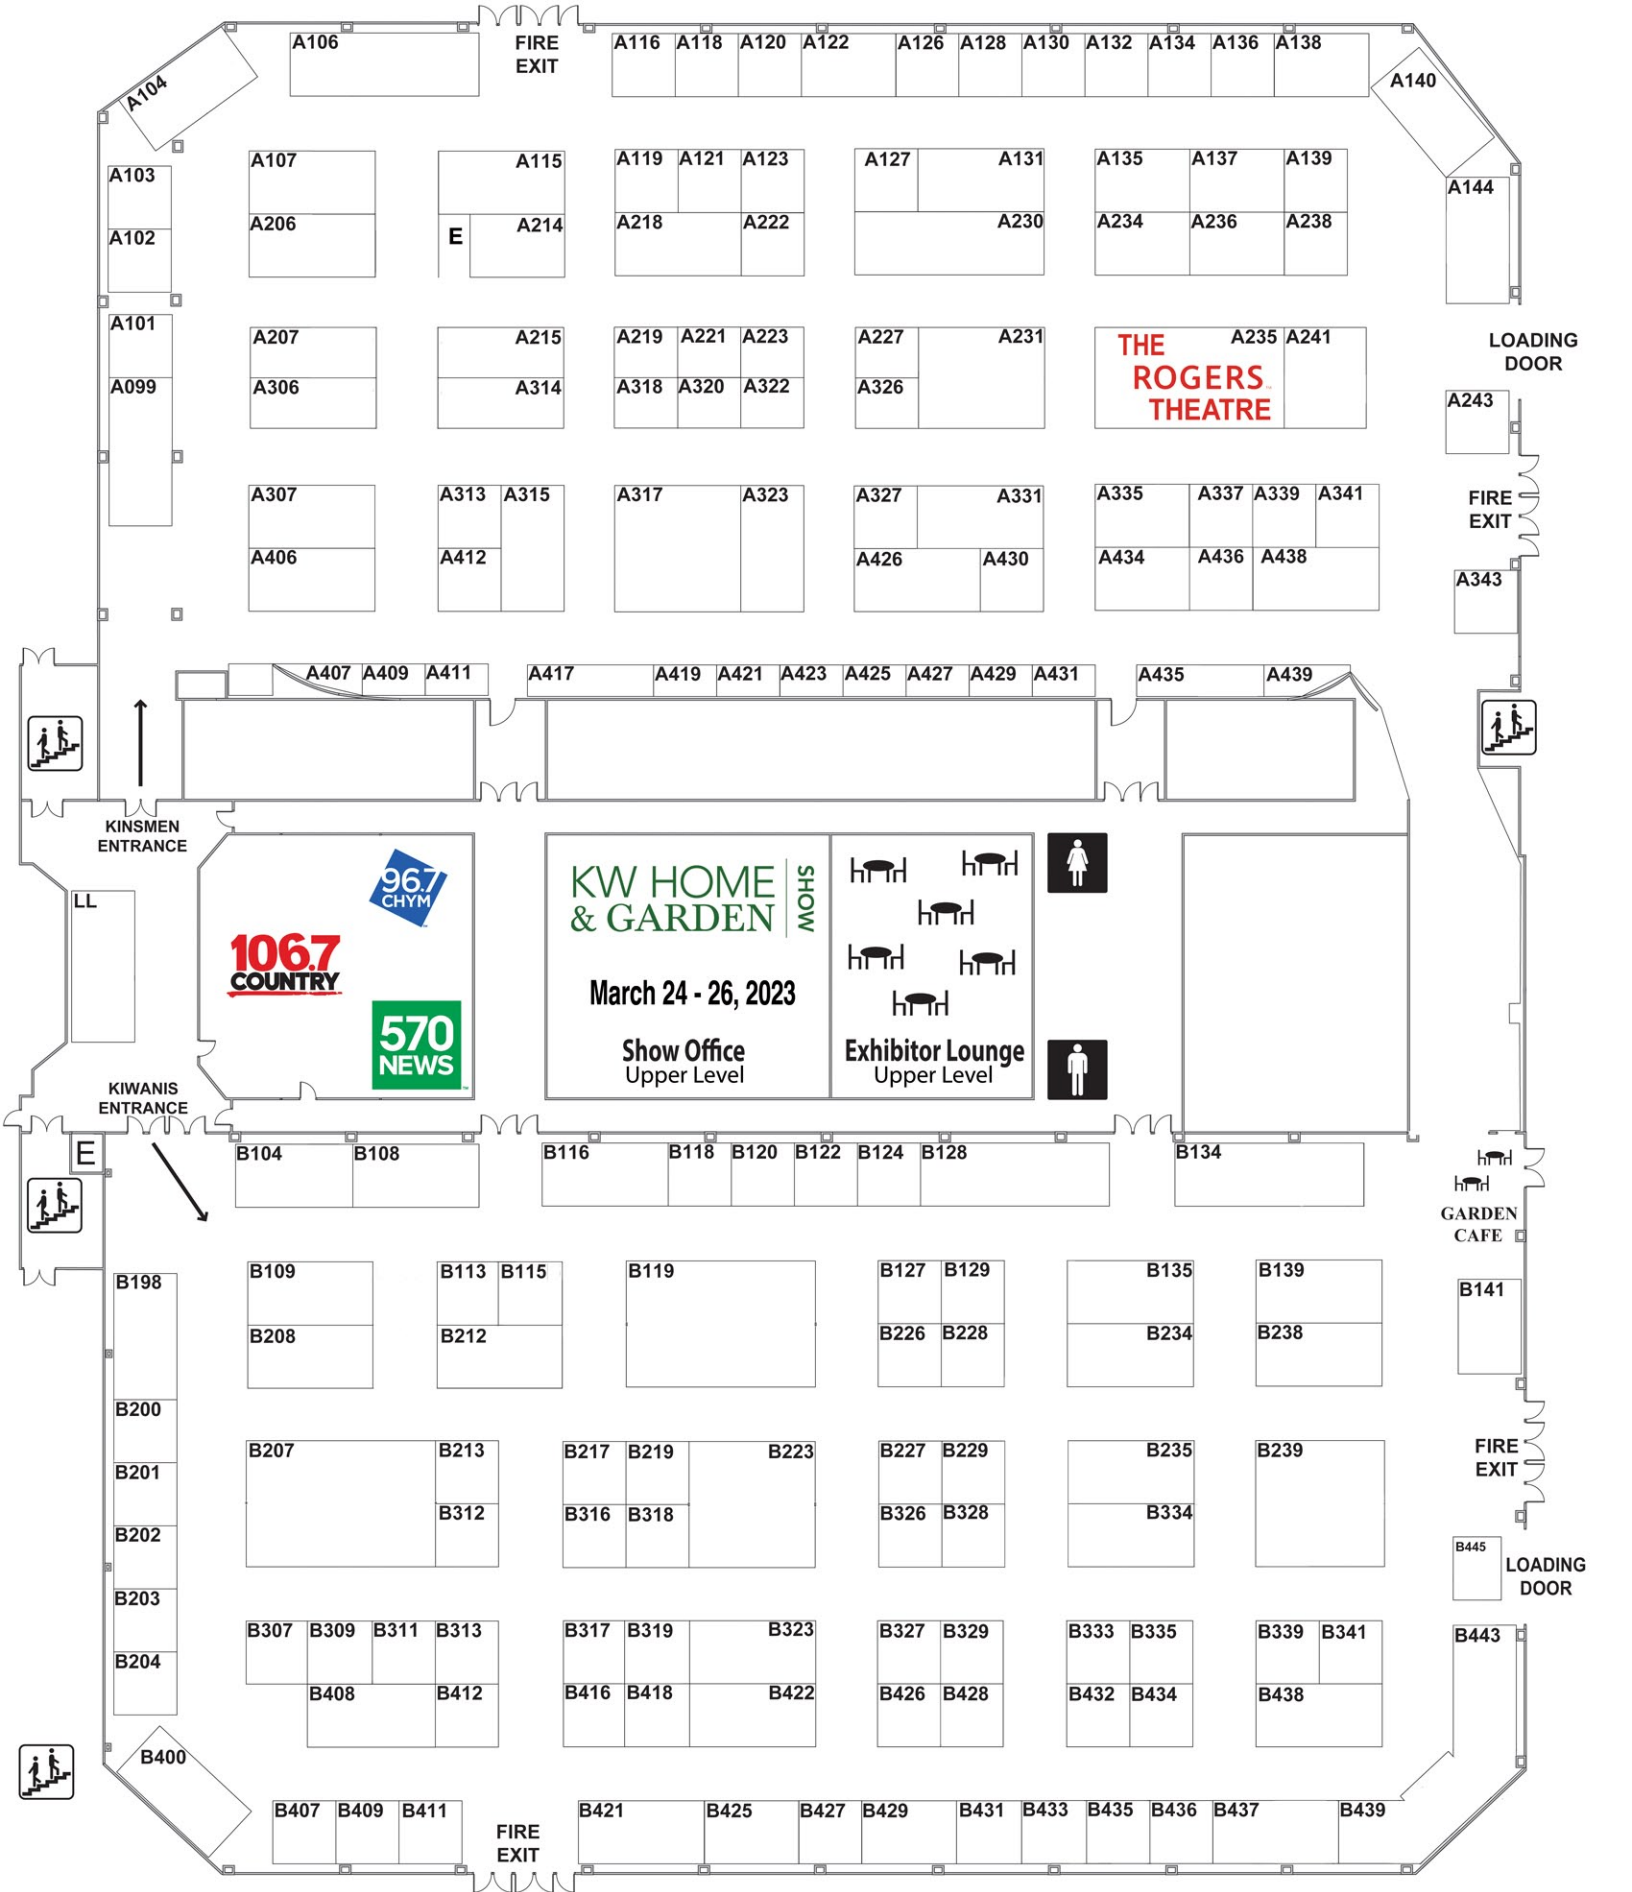 A106
FIRE
EXIT
A116 A118 A120 A122 A126 A128 A130 A132 A134 A136 A138
A104
A140
A103
A107
A115
A119 A121 A123
A127 A131
A135 A137 A139
A144
A102
A206
E
A214
A218 A222
A230
A234 A236 A238
A101
A207
A215
A219 A221 A223
A227 A231
THE
ROGERS
THEATRE
A235 A241
LOADING
DOOR
A099
A306
A314
A318 A320 A322
A326
A243
A307
A313 A315
A317 A323
A327 A331
A335 A337 A339 A341
FIRE
EXIT
A406
A412
A426 A430
A434 A436 A438
A343
A407 A409 A411
A417 A419 A421 A423 A425 A427 A429 A431
A435 A439
KINSMEN
ENTRANCE
LL
96.7
CHYM
106.7
COUNTRY
570
NEWS
KW HOME
& GARDEN
SHOW
March 24 - 26, 2023
Show Office
Upper Level
Exhibitor Lounge
Upper Level
KIWANIS
ENTRANCE
E
B104 B108
B116 B118 B120 B122 B124 B128
B134
GARDEN
CAFE
B198
B109
B113 B115
B119
B127 B129
B135
B139
B141
B208
B212
B226 B228
B234
B238
B200
B207 B213
B217 B219 B223
B227 B229
B235
B239
FIRE
EXIT
B201
B312
B316 B318
B326 B328
B334
B202
B445
LOADING
DOOR
B203
B307 B309 B311 B313
B317 B319 B323
B327 B329
B333 B335
B339 B341
B443
B204
B408 B412
B416 B418 B422
B426 B428
B432 B434
B438
B400
B407 B409 B411
FIRE
EXIT
B421 B425 B427 B429 B431 B433 B435 B436 B437 B439